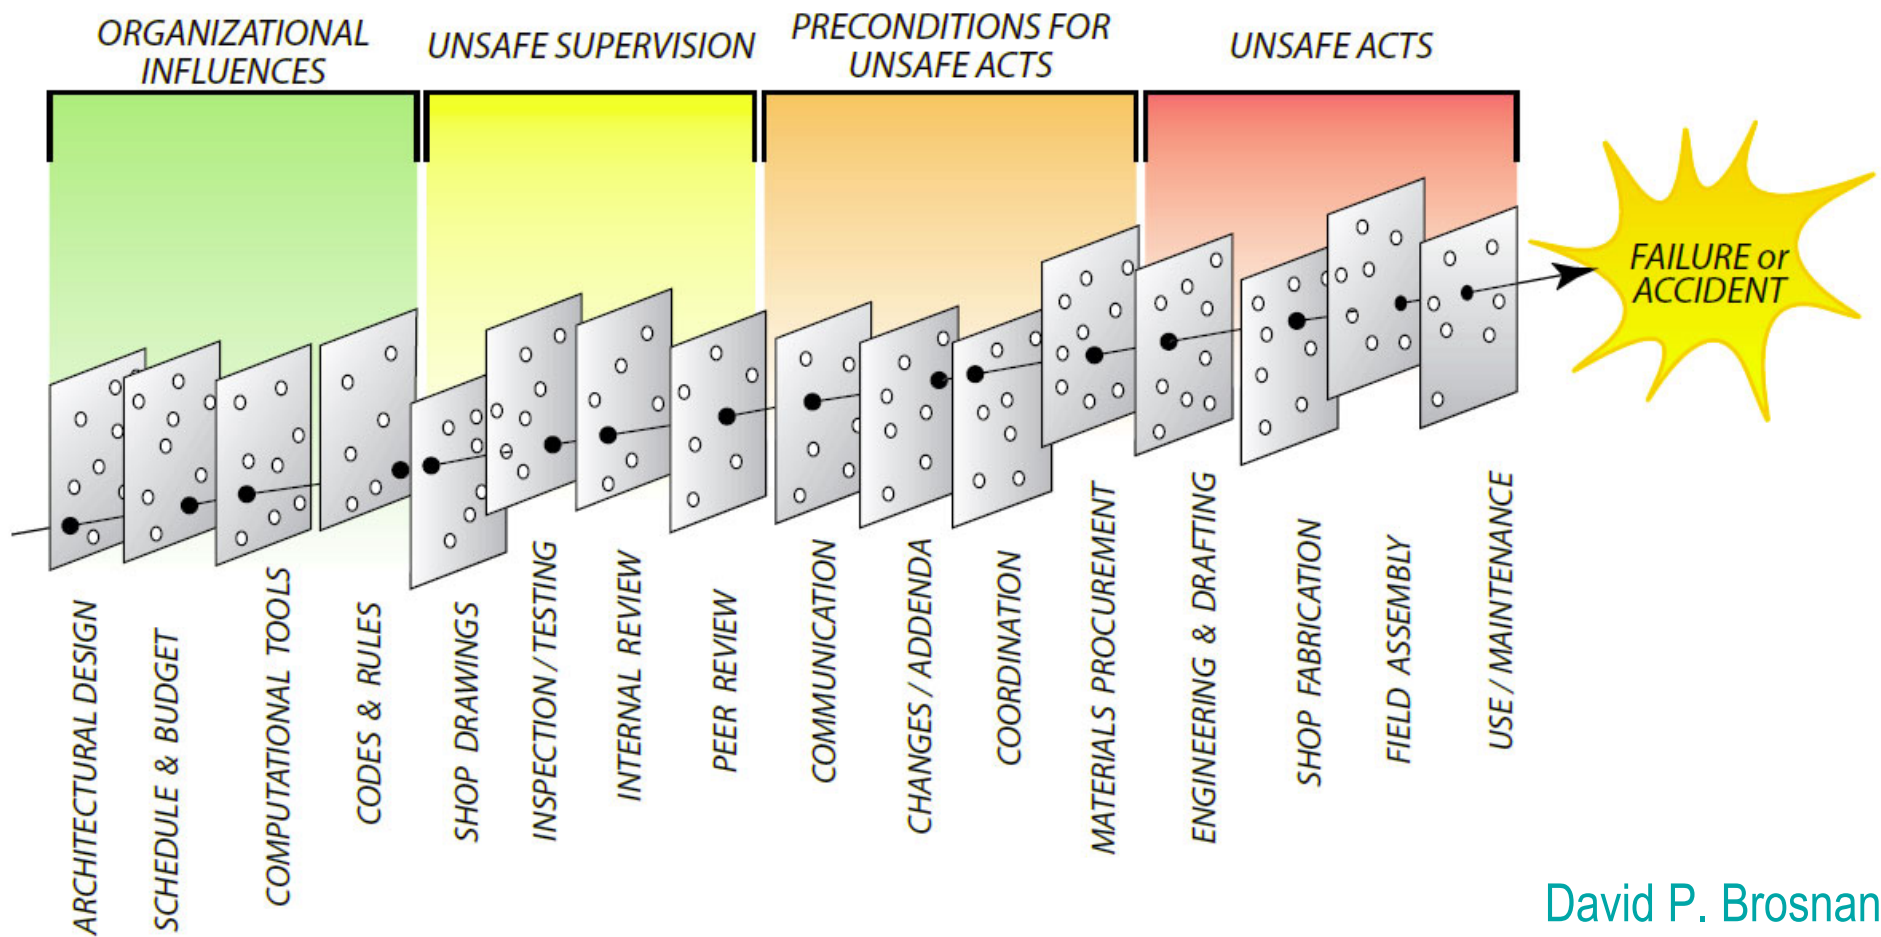 ORGANIZATIONAL
INFLUENCES
UNSAFE SUPERVISION
PRECONDITIONS FOR
UNSAFE ACTS
UNSAFE ACTS
FAILURE or
ACCIDENT
ARCHITECTURAL DESIGN
SCHEDULE & BUDGET
COMPUTATIONAL TOOLS
CODES & RULES
SHOP DRAWINGS
INSPECTION / TESTING
INTERNAL REVIEW
PEER REVIEW
COMMUNICATION
CHANGES / ADDENDA
COORDINATION
MATERIALS PROCUREMENT
ENGINEERING & DRAFTING
SHOP FABRICATION
FIELD ASSEMBLY
USE / MAINTENANCE
David P. Brosnan